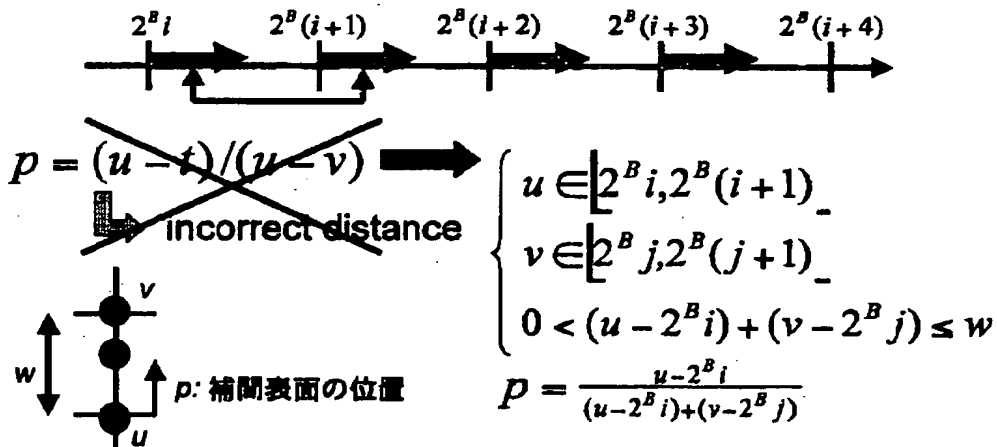 2^B i 2^B(i+1) 2^B(i+2) 2^B(i+3) 2^B(i+4)
p = (u − t)/(u − v)
incorrect distance
u ∈ ⌊2^B i,2^B(i+1)_
v ∈ ⌊2^B j,2^B(j+1)_
0 < (u − 2^B i) + (v − 2^B j) ≤ w
p = \frac{u−2^B i}{(u−2^B i)+(v−2^B j)}
v
w
p: 補間表面の位置
u